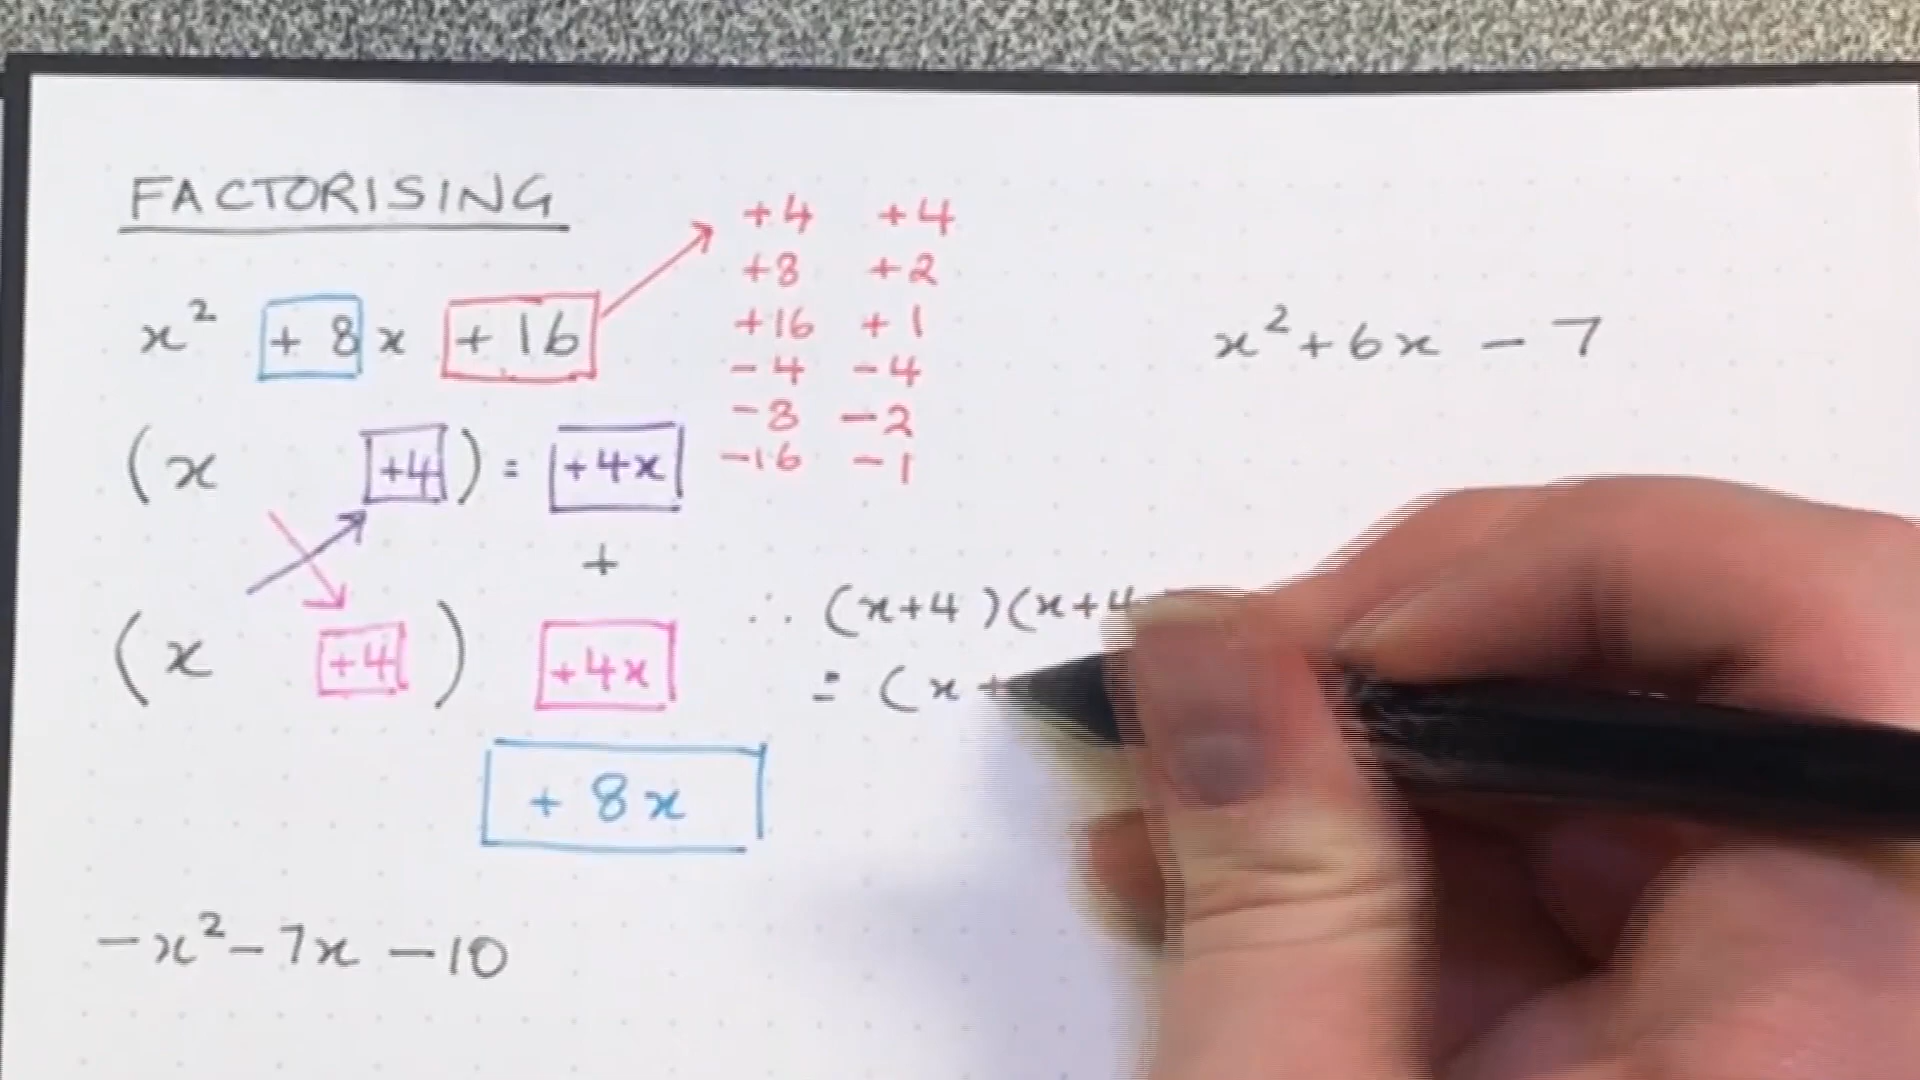 FACTORISING
x² + 8x + 16
(x +4) = +4x
+
(x +4) +4x
+ 8x
+4 +4
+8 +2
+16 +1
-4 -4
-8 -2
-16 -1
∴ (x+4)(x+4
= (x+
x²+6x - 7
-x²-7x -10